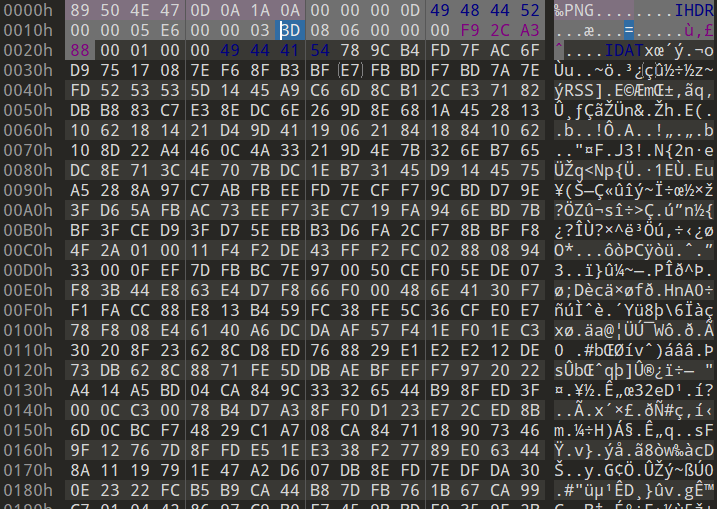 0000h 89 50 4E 47 0D 0A 1A 0A 00 00 00 0D 49 48 44 52 ‰PNG........IHDR
0010h 00 00 05 E6 00 00 03 3D 08 06 00 00 00 F9 2C A3 ...æ...=.....ù,£
0020h 88 00 01 00 00 49 44 41 54 78 9C B4 FD 7F AC 6F ˆ....IDATxœ´ý.¬o
0030h D9 75 17 08 7E F6 8F B3 BF E7 FB BD F7 BD 7A 7E Ùu..~ö.³¿çû½÷½z~
0040h FD 52 53 53 5D 14 45 A9 C6 6D 8C B1 2C E3 71 82 ýRSS].E©ÆmŒ±,ãq‚
0050h DB B8 83 C7 E3 8E DC 6E 26 9D 8E 68 1A 45 28 13 Û¸ƒÇãŽÜn&.Žh.E(.
0060h 10 62 18 14 21 D4 9D 41 19 06 21 84 18 84 10 62 .b..!Ô.A..!„.„.b
0070h 10 8D 22 A4 46 0C 4A 33 21 9D 4E 7B 32 6E B7 65 .."¤F.J3!.N{2n·e
0080h DC 8E 71 3C 4E 70 7B DC 1E B7 31 45 D9 14 45 75 ÜŽq<Np{Ü.·1EÙ.Eu
0090h A5 28 8A 97 C7 AB FB EE FD 7E CF F7 9C BD D7 9E ¥(Š—Ç«ûîý~Ï÷œ½×ž
00A0h 3F D6 5A FB AC 73 EE F7 3E C7 19 FA 94 6E BD 7B ?ÖZû¬sî÷>Ç.ú”n½{
00B0h BF 3F CE D9 3F D7 5E EB B3 D6 FA 2C F7 8B BF F8 ¿?ÎÙ?×^ë³Öú,÷‹¿ø
00C0h 4F 2A 01 00 11 F4 F2 DE 43 FF F2 FC 02 88 08 94 O*...ôòÞCÿòü.ˆ.”
00D0h 33 00 0F EF 7D FB BC 7E 97 00 50 CE F0 5E DE 07 3..ï}û¼~—.PÎð^Þ.
00E0h F8 3B 44 E8 63 E4 D7 F8 66 F0 00 48 6E 41 30 F7 ø;Dècä×øfð.HnA0÷
00F0h F1 FA CC 88 E8 13 B4 59 FC 38 FE 5C 36 CF E0 E7 ñúÌˆè.´Yü8þ\6Ïàç
0100h 78 F8 08 E4 61 40 A6 DC DA AF 57 F4 1E F0 1E C3 xø.äa@¦ÜÚ¯Wô.ð.Ã
0110h 30 20 8F 23 62 8C D8 ED 76 88 29 E1 E2 E2 12 DE 0 .#bŒØívˆ)áââ.Þ
0120h 73 DB 62 8C 88 71 FE 5D DB AE BF EF F7 97 20 22 sÛbŒˆqþ]Û®¿ï÷— "
0130h A4 14 A5 BD 04 CA 84 9C 33 32 65 44 B9 8F ED 3F ¤.¥½.Ê„œ32eD¹.í?
0140h 00 0C C3 00 78 B4 D7 A3 8F F0 D1 23 E7 2C ED 8B ..Ã.x´×£.ðÑ#ç,í‹
0150h 6D 0C BC F7 48 29 C1 A7 08 CA 84 71 18 90 73 46 m.¼÷H)Á§.Ê„q..sF
0160h 9F 12 76 7D 8F FD E5 1E E3 38 F2 77 89 E0 63 44 Ÿ.v}.ýå.ã8òw‰àcD
0170h 8A 11 19 79 1E 47 A2 D6 07 DB 8E FD 7E DF DA 30 Š..y.G¢Ö.ÛŽý~ßÚ0
0180h 0E 23 22 FC B5 B9 CA 44 B8 7D FB 76 1B 67 CA 99 .#"üµ¹ÊD¸}ûv.gÊ™